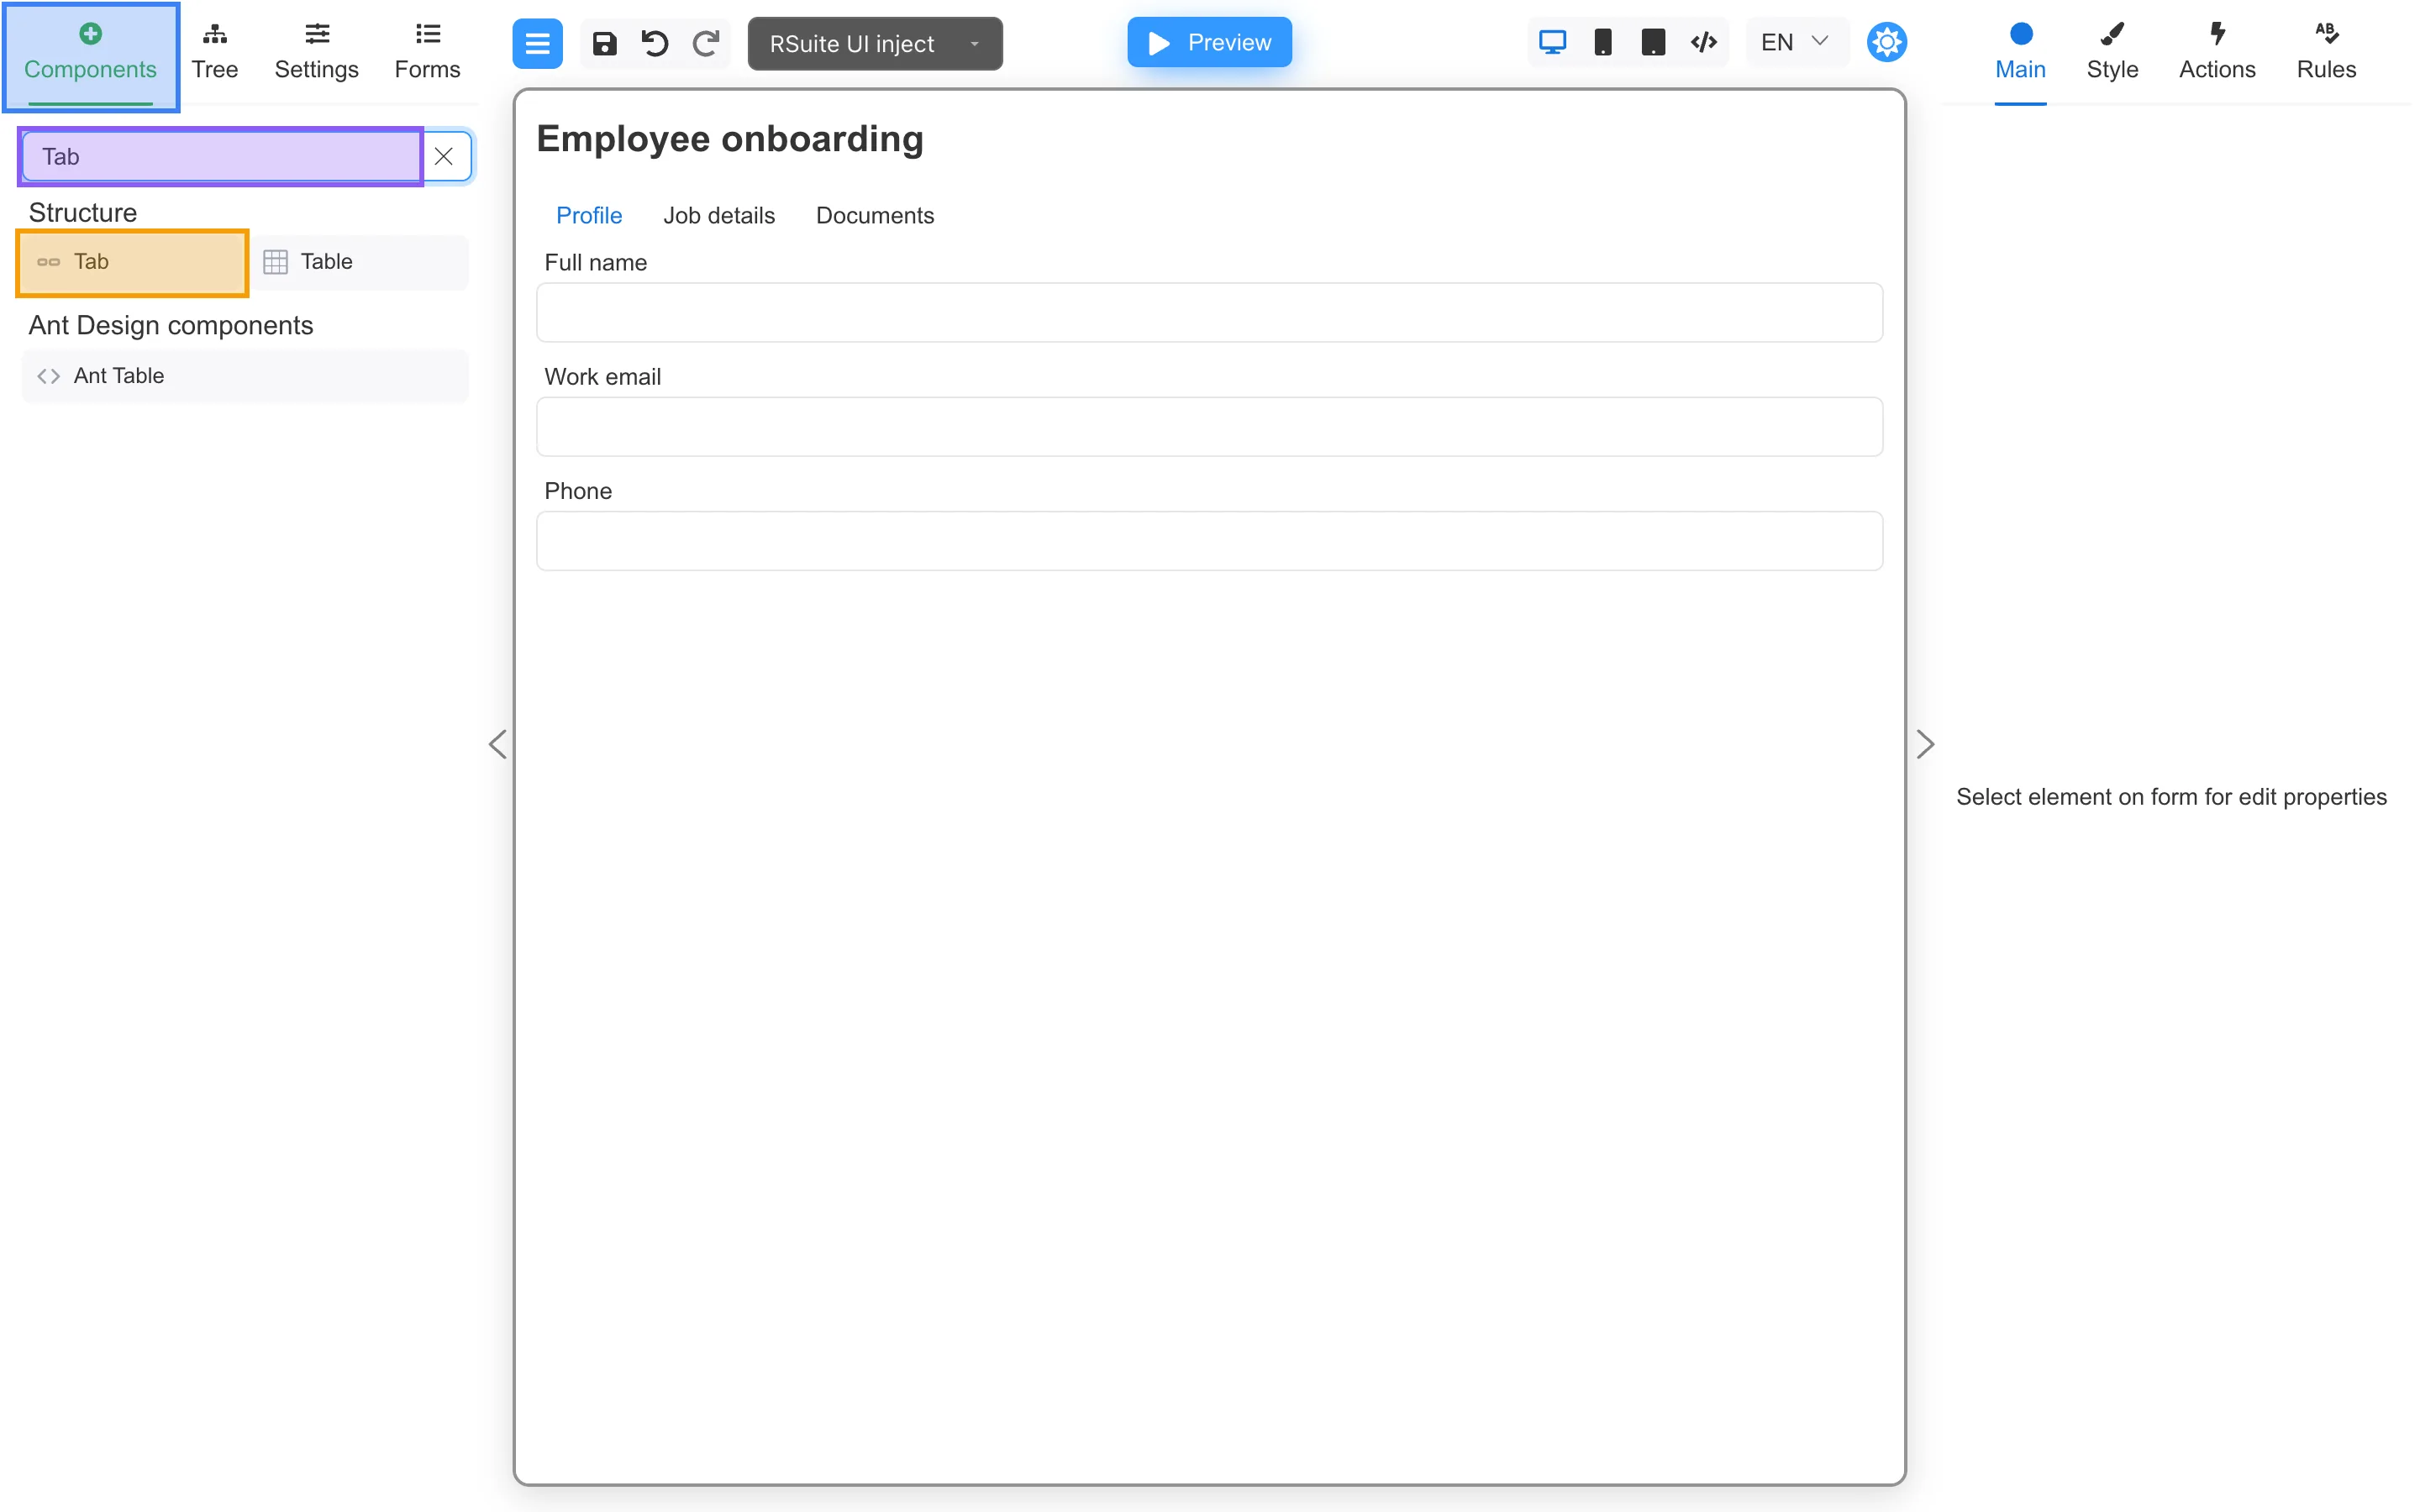 Components
Tree
Settings
Forms
RSuite UI inject
Preview
EN
Main
Style
Actions
AB
Rules
Tab
Structure
Tab
Table
Ant Design components
Ant Table
Employee onboarding
Profile
Job details
Documents
Full name
Work email
Phone
Select element on form for edit properties